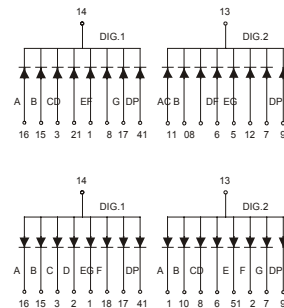 14 13
DIG.1 DIG.2
A B CD EF G DP AC B DF EG DP
16 15 3 21 1 8 17 41 11 08 6 5 12 7 9
14 13
DIG.1 DIG.2
A B C D EG F DP A B CD E F G DP
16 15 3 2 1 18 17 41 1 10 8 6 51 2 7 9